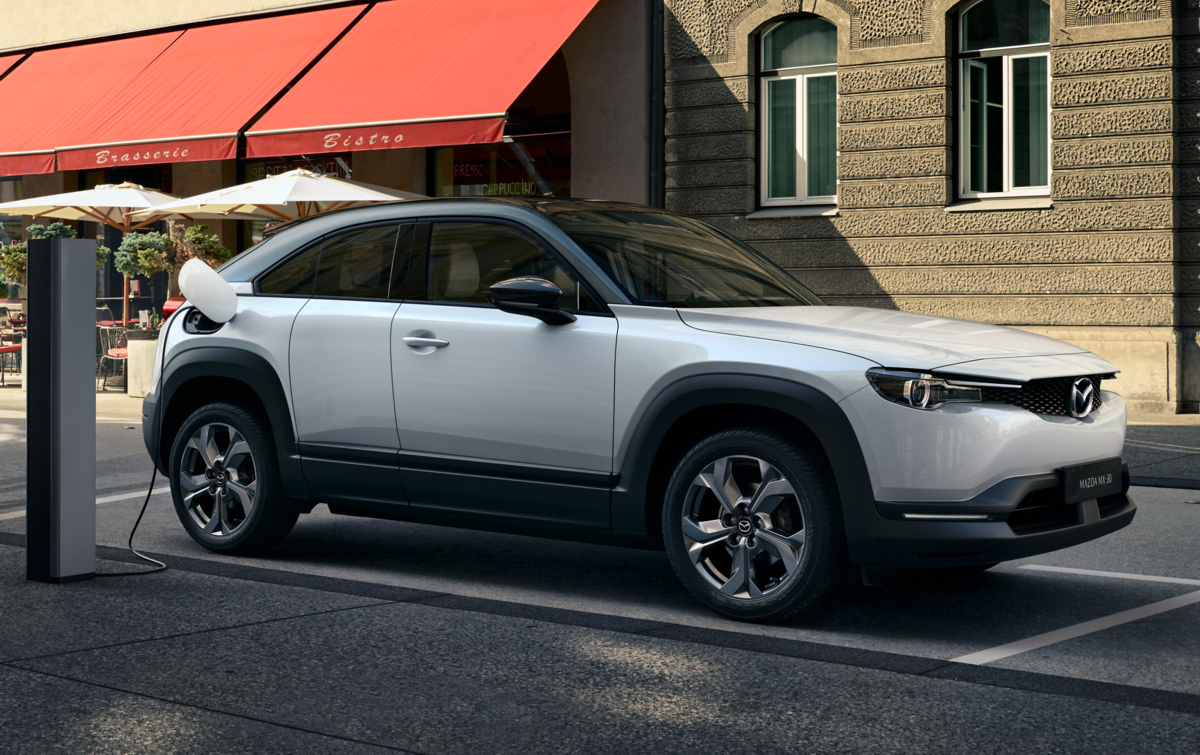 Brasserie
Bistro
CAPPUCCINO
MAZDA MX-30